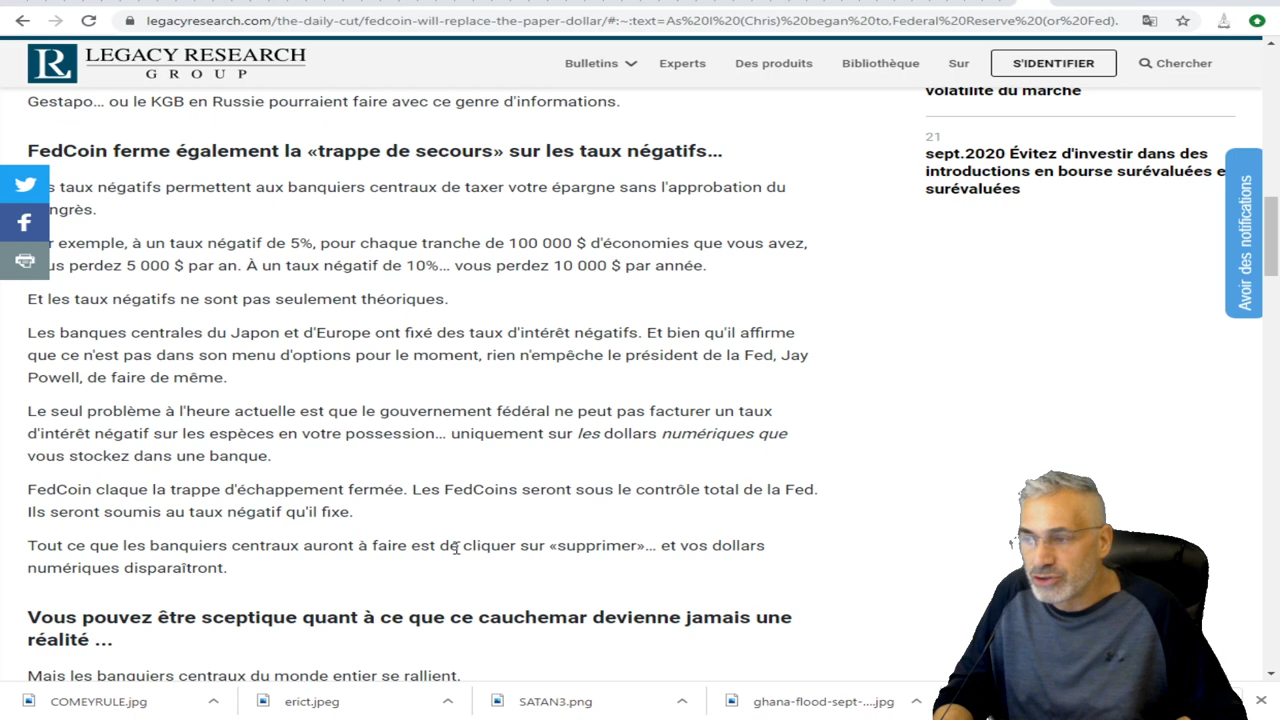 legacyresearch.com/the-daily-cut/fedcoin-will-replace-the-paper-dollar/#:~:text=As%20I%20(Chris)%20began%20to,Federal%20Reserve%20(or%20Fed).
LEGACY RESEARCH
GROUP
Bulletins
Experts
Des produits
Bibliothèque
Sur
S'IDENTIFIER
Chercher
Gestapo… ou le KGB en Russie pourraient faire avec ce genre d'informations.
FedCoin ferme également la «trappe de secours» sur les taux négatifs…
taux négatifs permettent aux banquiers centraux de taxer votre épargne sans l'approbation du
exemple, à un taux négatif de 5%, pour chaque tranche de 100 000 $ d'économies que vous avez,
perdez 5 000 $ par an. À un taux négatif de 10%… vous perdez 10 000 $ par année.
Et les taux négatifs ne sont pas seulement théoriques.
Les banques centrales du Japon et d'Europe ont fixé des taux d'intérêt négatifs. Et bien qu'il affirme
que ce n'est pas dans son menu d'options pour le moment, rien n'empêche le président de la Fed, Jay
Powell, de faire de même.
Le seul problème à l'heure actuelle est que le gouvernement fédéral ne peut pas facturer un taux
d'intérêt négatif sur les espèces en votre possession… uniquement sur les dollars numériques que
vous stockez dans une banque.
FedCoin claque la trappe d'échappement fermée. Les FedCoins seront sous le contrôle total de la Fed.
Ils seront soumis au taux négatif qu'il fixe.
Tout ce que les banquiers centraux auront à faire est de cliquer sur «supprimer»… et vos dollars
numériques disparaîtront.
Vous pouvez être sceptique quant à ce que ce cauchemar devienne jamais une
réalité ...
Mais les banquiers centraux du monde entier se rallient.
volatilité du marché
21
sept.2020 Évitez d'investir dans des
introductions en bourse surévaluées e
surévaluées
Avoir des notifications
COMEYRULE.jpg
erict.jpeg
SATAN3.png
ghana-flood-sept-....jpg